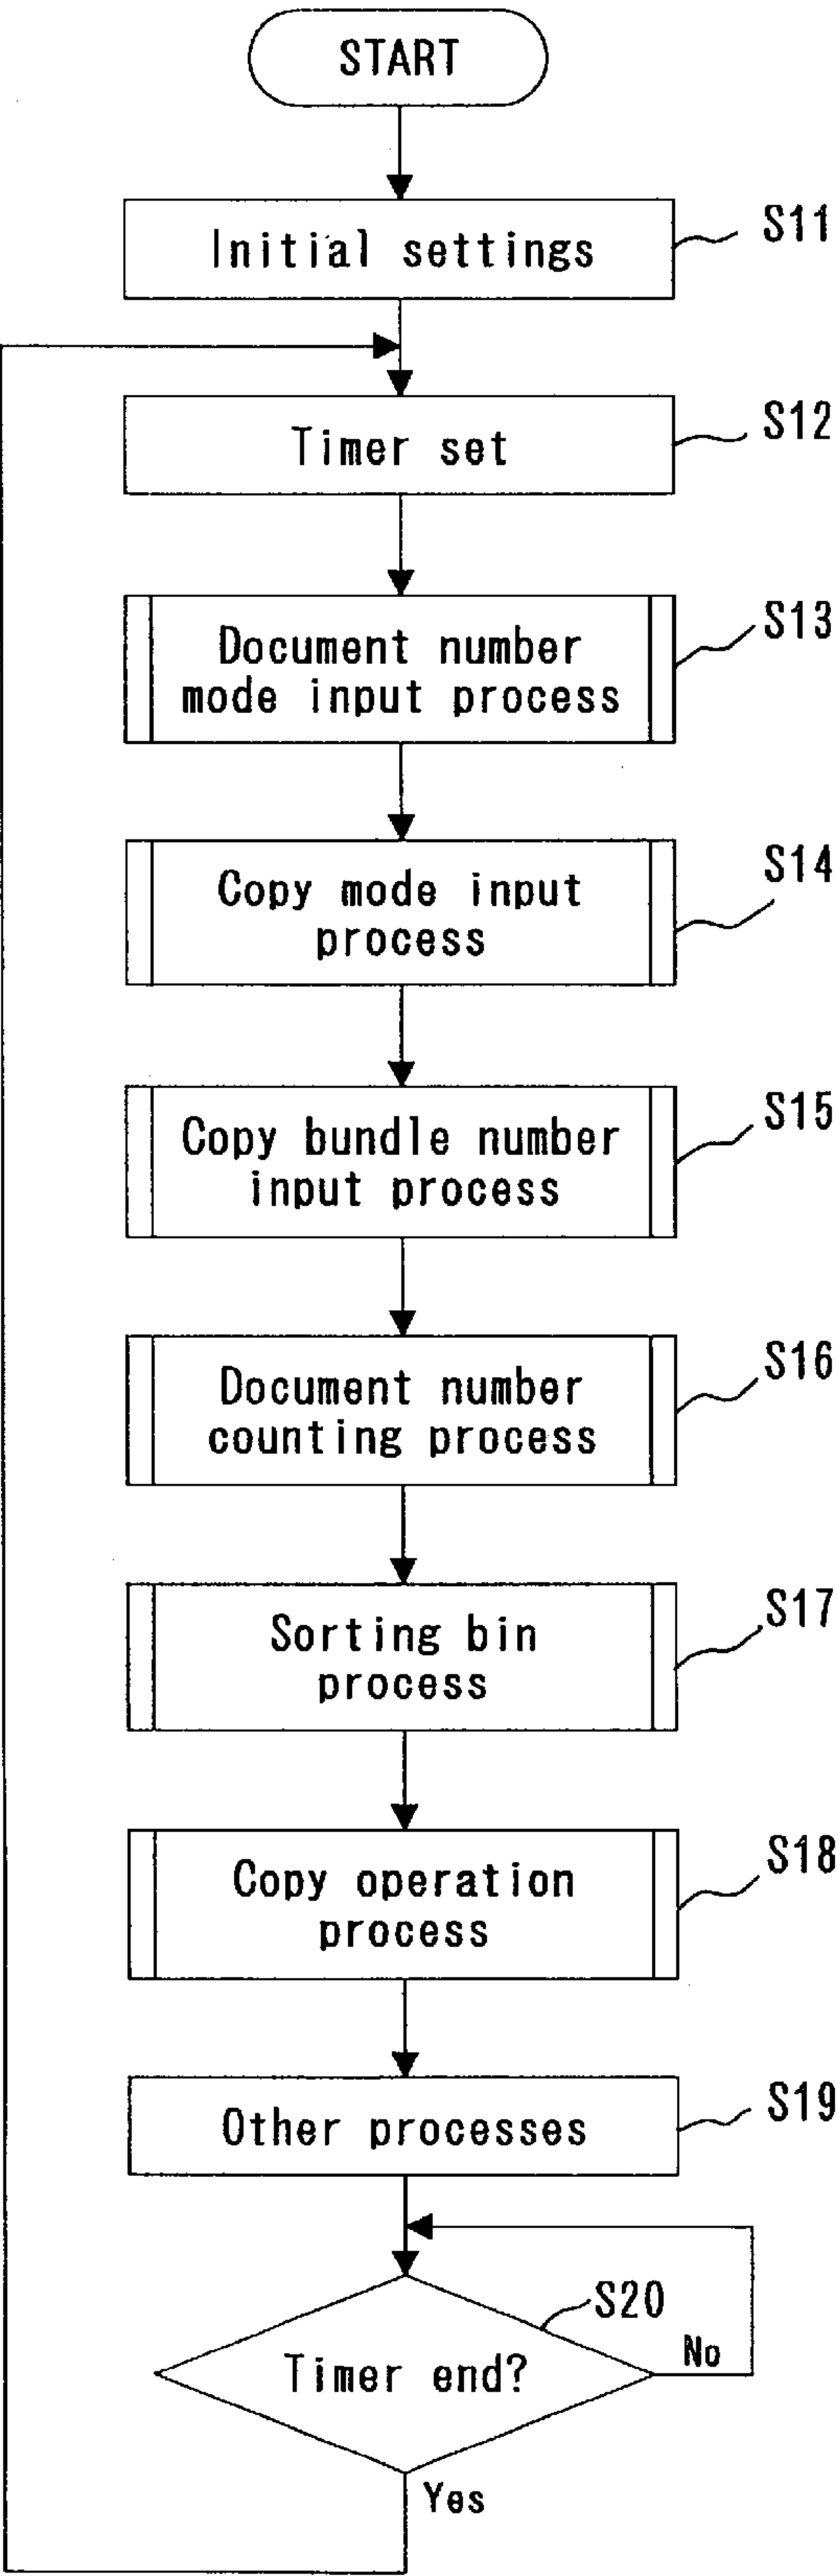 START
Initial settings
S11
Timer set
S12
Document number
mode input process
S13
Copy mode input
process
S14
Copy bundle number
input process
S15
Document number
counting process
S16
Sorting bin
process
S17
Copy operation
process
S18
Other processes
S19
Timer end?
S20
No
Yes